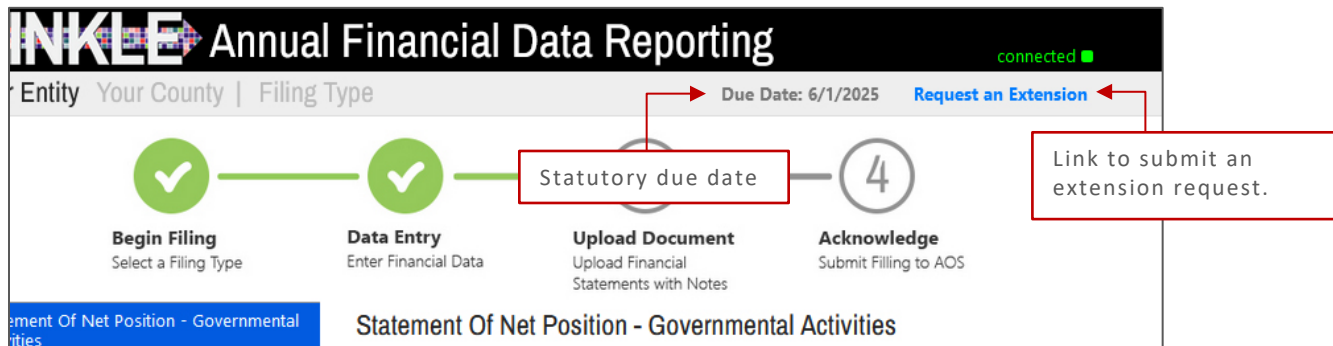 INKLE Annual Financial Data Reporting
connected
Entity Your County | Filing Type
Due Date: 6/1/2025 Request an Extension
Link to submit an
extension request.
Statutory due date
4
Begin Filing
Select a Filing Type
Data Entry
Enter Financial Data
Upload Document
Upload Financial
Statements with Notes
Acknowledge
Submit Filling to AOS
ement Of Net Position - Governmental
vities
Statement Of Net Position - Governmental Activities